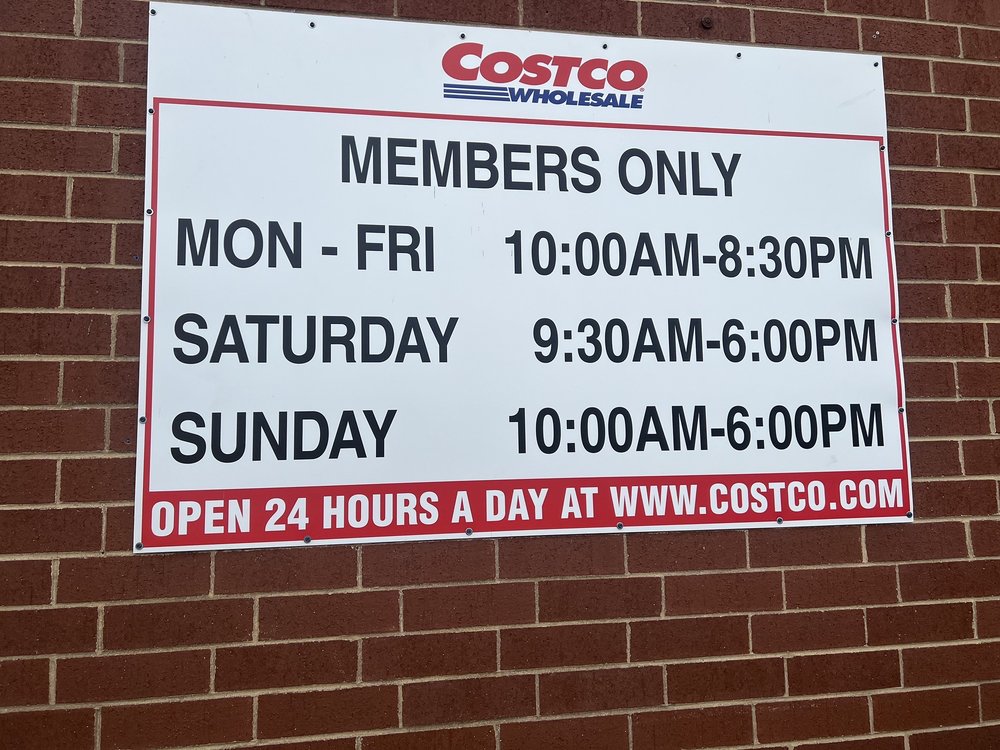 COSTCO
WHOLESALE
MEMBERS ONLY
MON - FRI 10:00AM-8:30PM
SATURDAY 9:30AM-6:00PM
SUNDAY 10:00AM-6:00PM
OPEN 24 HOURS A DAY AT WWW.COSTCO.COM